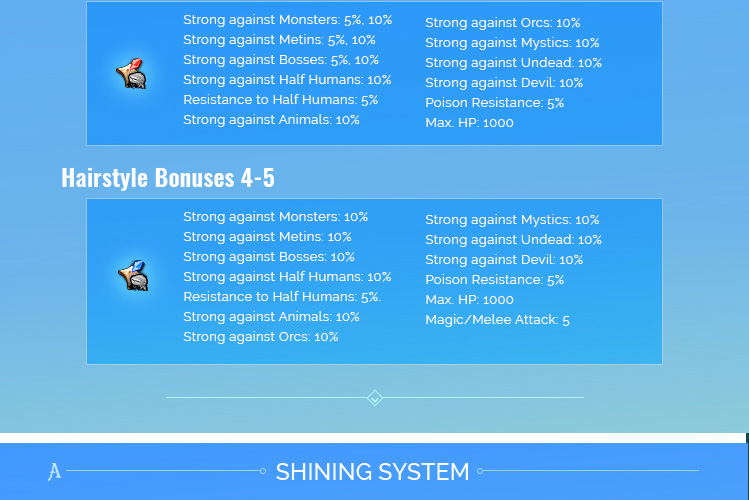 Strong against Monsters: 5%, 10%
Strong against Metins: 5%, 10%
Strong against Bosses: 5%, 10%
Strong against Half Humans: 10%
Resistance to Half Humans: 5%
Strong against Animals: 10%
Strong against Orcs: 10%
Strong against Mystics: 10%
Strong against Undead: 10%
Strong against Devil: 10%
Poison Resistance: 5%
Max. HP: 1000
Hairstyle Bonuses 4-5
Strong against Monsters: 10%
Strong against Metins: 10%
Strong against Bosses: 10%
Strong against Half Humans: 10%
Resistance to Half Humans: 5%.
Strong against Animals: 10%
Strong against Orcs: 10%
Strong against Mystics: 10%
Strong against Undead: 10%
Strong against Devil: 10%
Poison Resistance: 5%
Max. HP: 1000
Magic/Melee Attack: 5
A SHINING SYSTEM